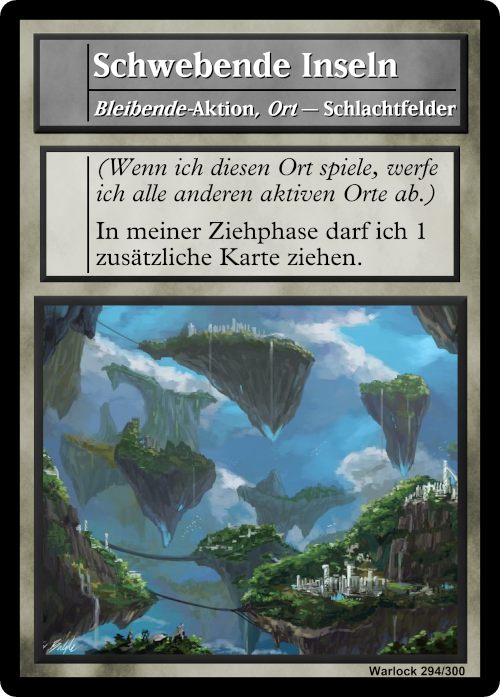 Schwebende Inseln
Bleibende-Aktion, Ort — Schlachtfelder
(Wenn ich diesen Ort spiele, werfe
ich alle anderen aktiven Orte ab.)
In meiner Ziehphase darf ich 1
zusätzliche Karte ziehen.
Warlock 294/300